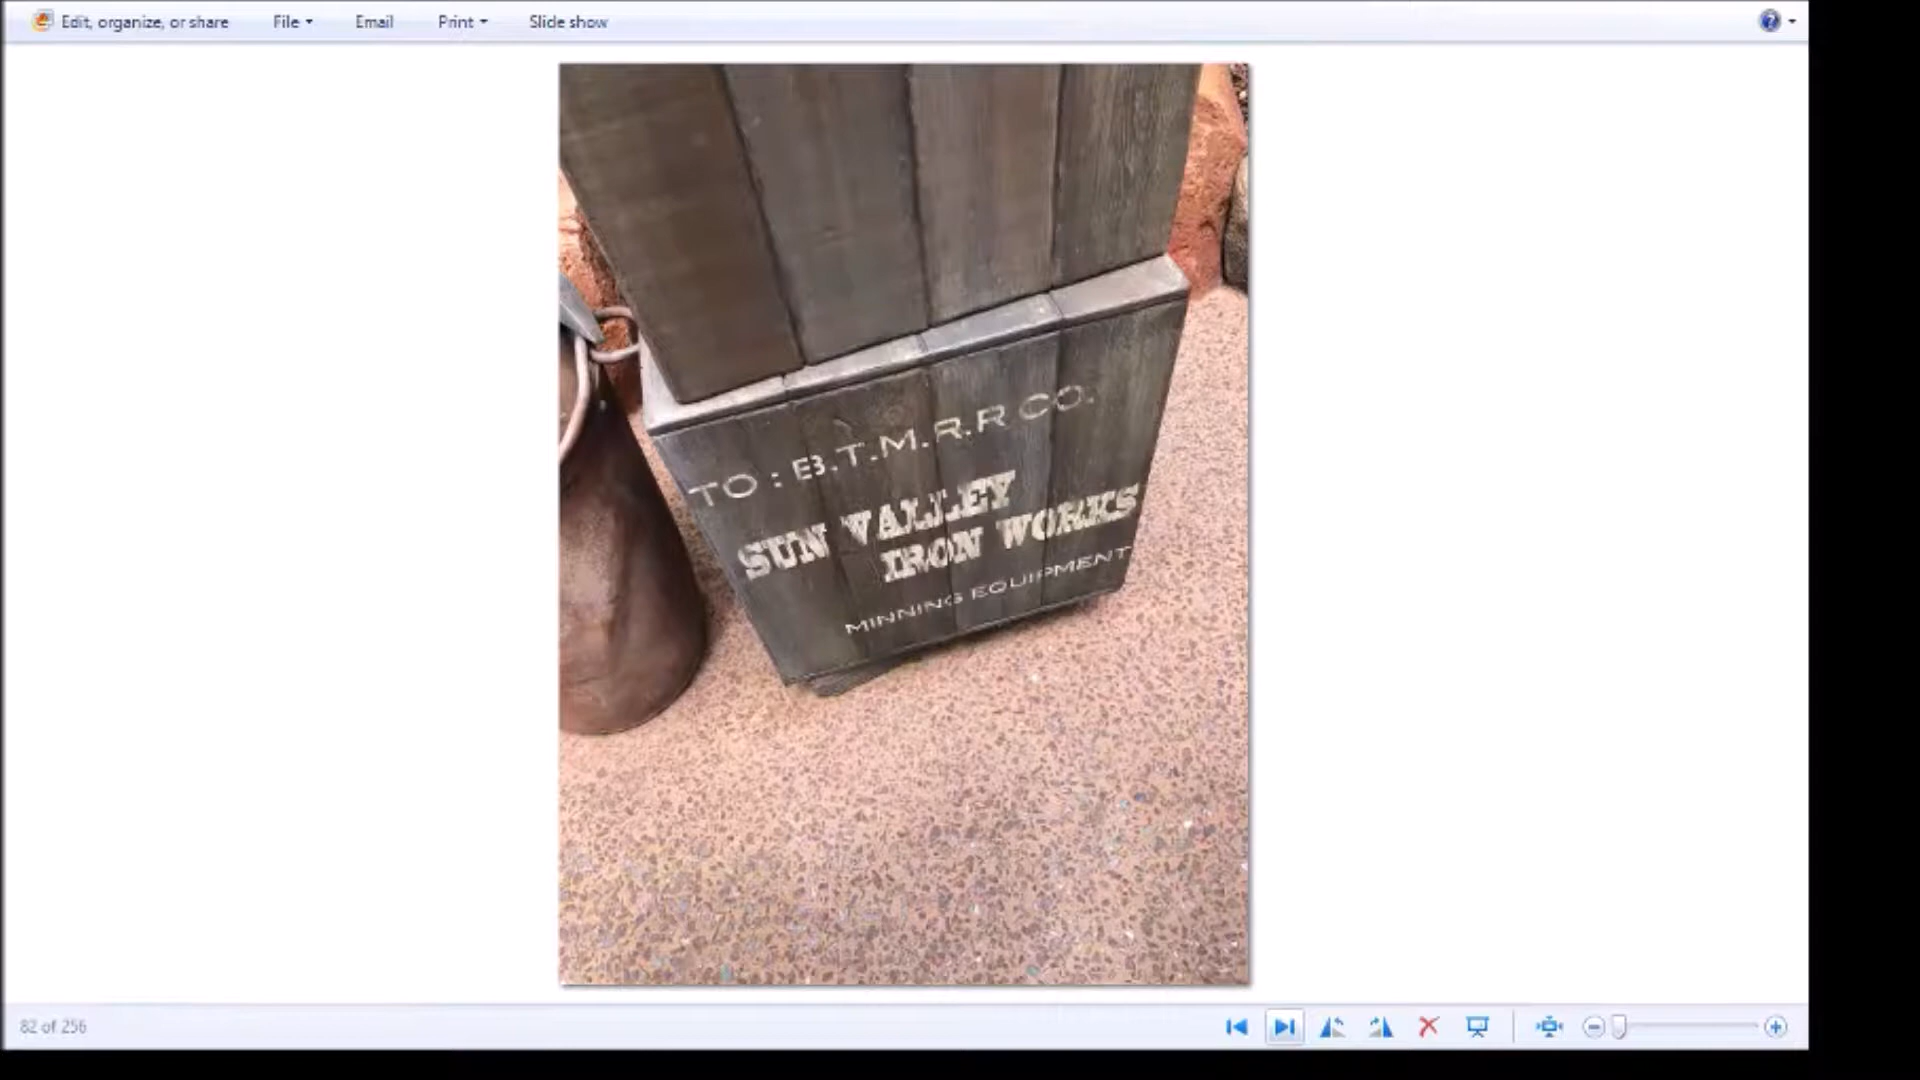 Edit, organize, or share File Email Print Slide show
TO : B.T.M.R.R CO.
SUN VALLEY
IRON WORKS
MINNING EQUIPMENT
82 of 256